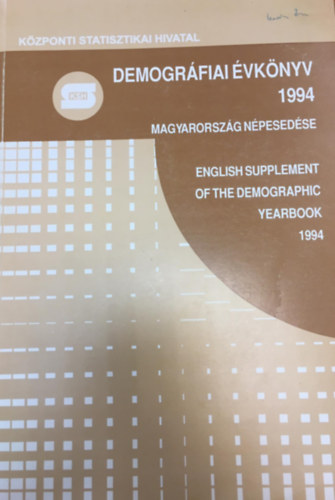 KÖZPONTI STATISZTIKAI HIVATAL
DEMOGRÁFIAI ÉVKÖNYV
1994
MAGYARORSZÁG NÉPESEDÉSE
ENGLISH SUPPLEMENT
OF THE DEMOGRAPHIC
YEARBOOK
1994